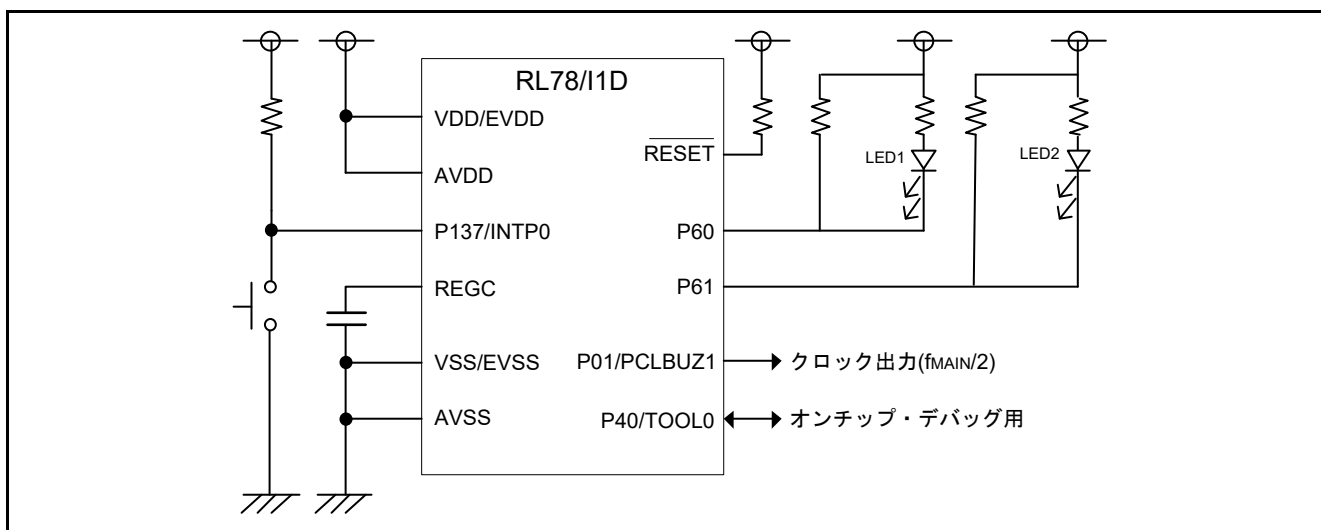 RL78/I1D
VDD/EVDD
AVDD
P137/INTP0
REGC
VSS/EVSS
AVSS
RESET
P60
P61
P01/PCLBUZ1
P40/TOOL0
LED1
LED2
クロック出力(fMAIN/2)
オンチップ・デバッグ用